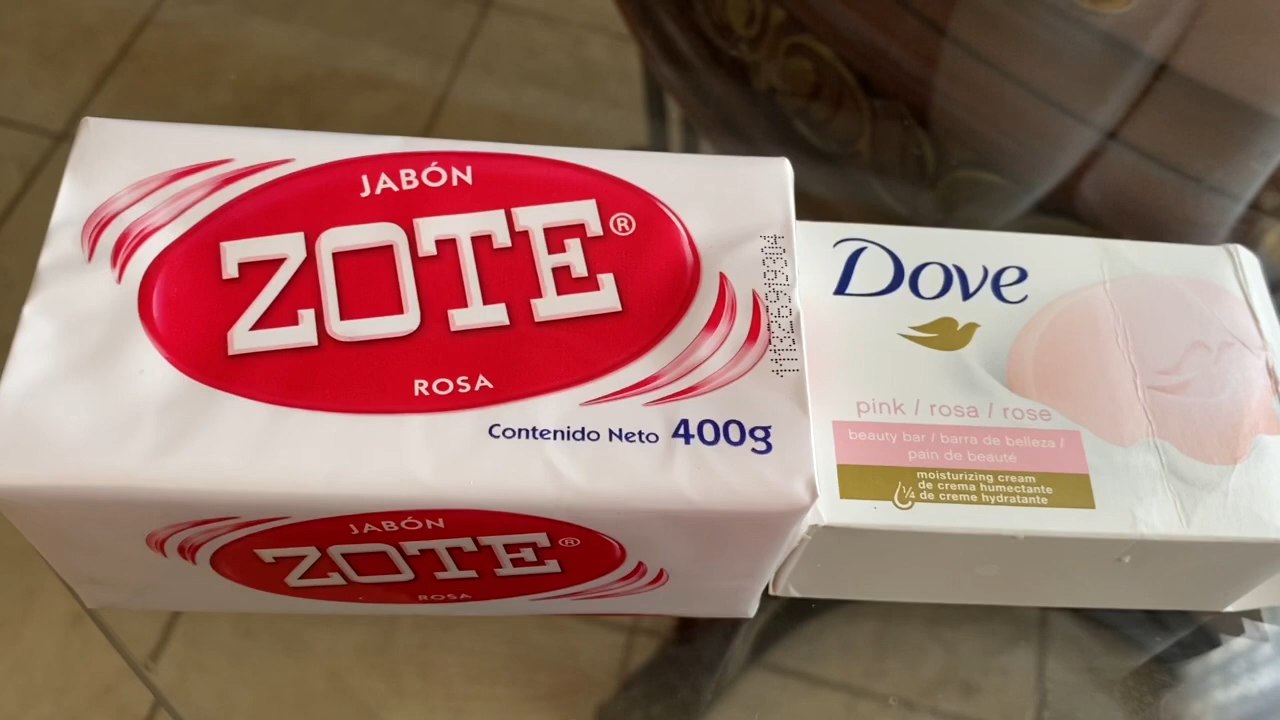 JABÓN
ZOTE®
ROSA
Contenido Neto 400g
JABÓN
ZOTE®
ROSA
Dove
pink / rosa / rose
beauty bar / barra de belleza /
pain de beauté
1/4 moisturizing cream
de crema humectante
de creme hydratante